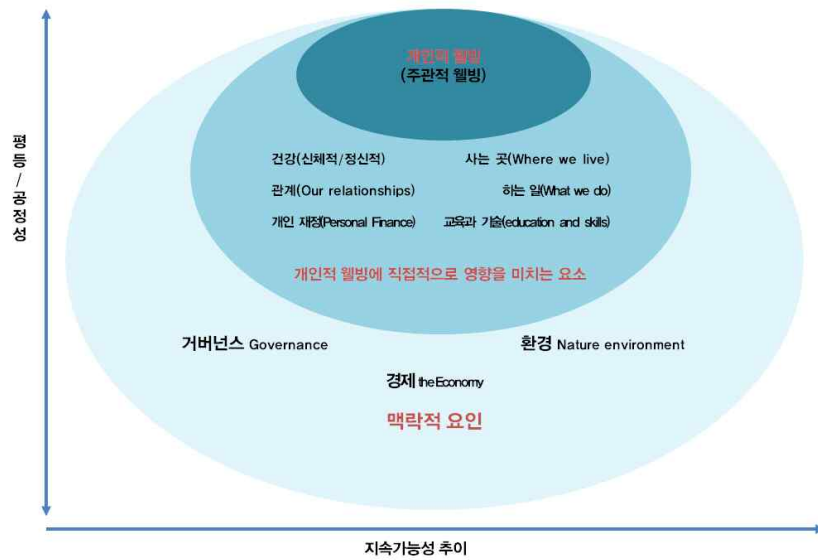 개인적 웰빙
(주관적 웰빙)
건강(신체적/정신적) 사는 곳(Where we live)
관계(Our relationships) 하는 일(What we do)
개인 재정(Personal Finance) 교육과 기술(education and skills)
개인적 웰빙에 직접적으로 영향을 미치는 요소
거버넌스 Governance 환경 Nature environment
경제 the Economy
맥락적 요인
평등/공정성
지속가능성 추이